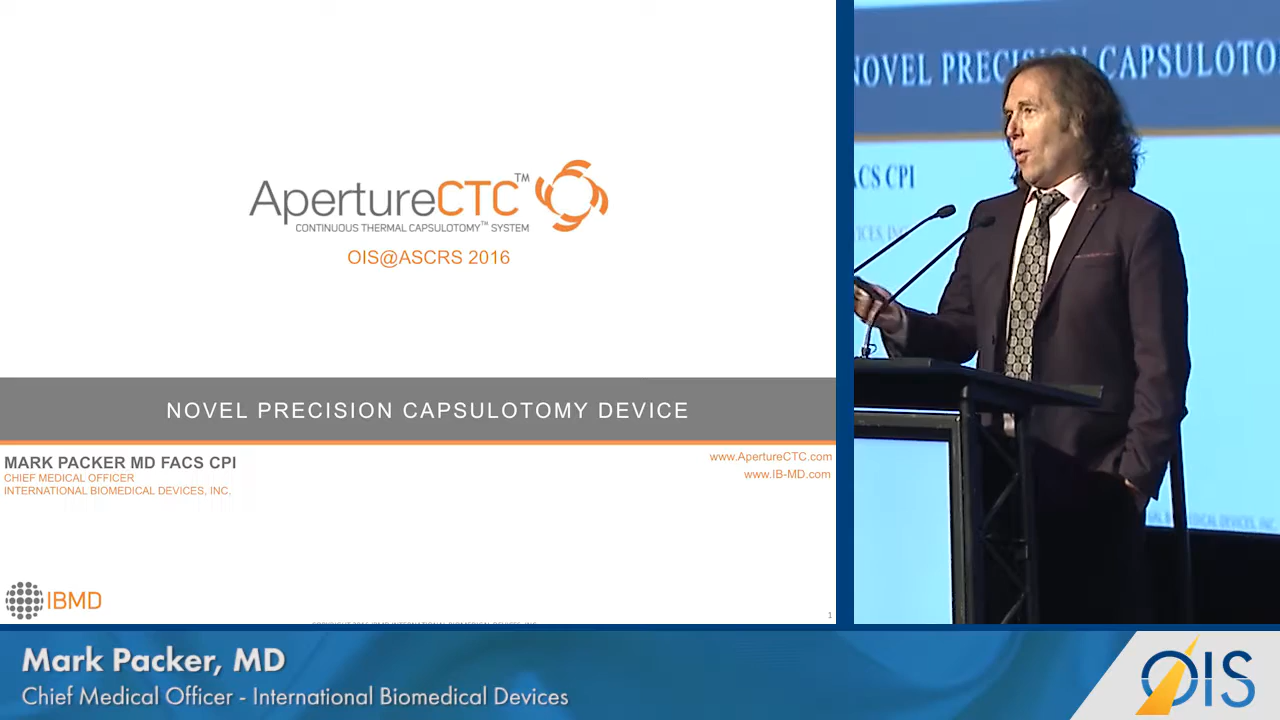 ApertureCTC™
CONTINUOUS THERMAL CAPSULOTOMY™ SYSTEM
OIS@ASCRS 2016
NOVEL PRECISION CAPSULOTOMY DEVICE
MARK PACKER MD FACS CPI
CHIEF MEDICAL OFFICER
INTERNATIONAL BIOMEDICAL DEVICES, INC.
www.ApertureCTC.com
www.IB-MD.com
IBMD
1
NOVEL PRECISION CAPSULOTO
ACS CPI
Mark Packer, MD
Chief Medical Officer - International Biomedical Devices
OIS